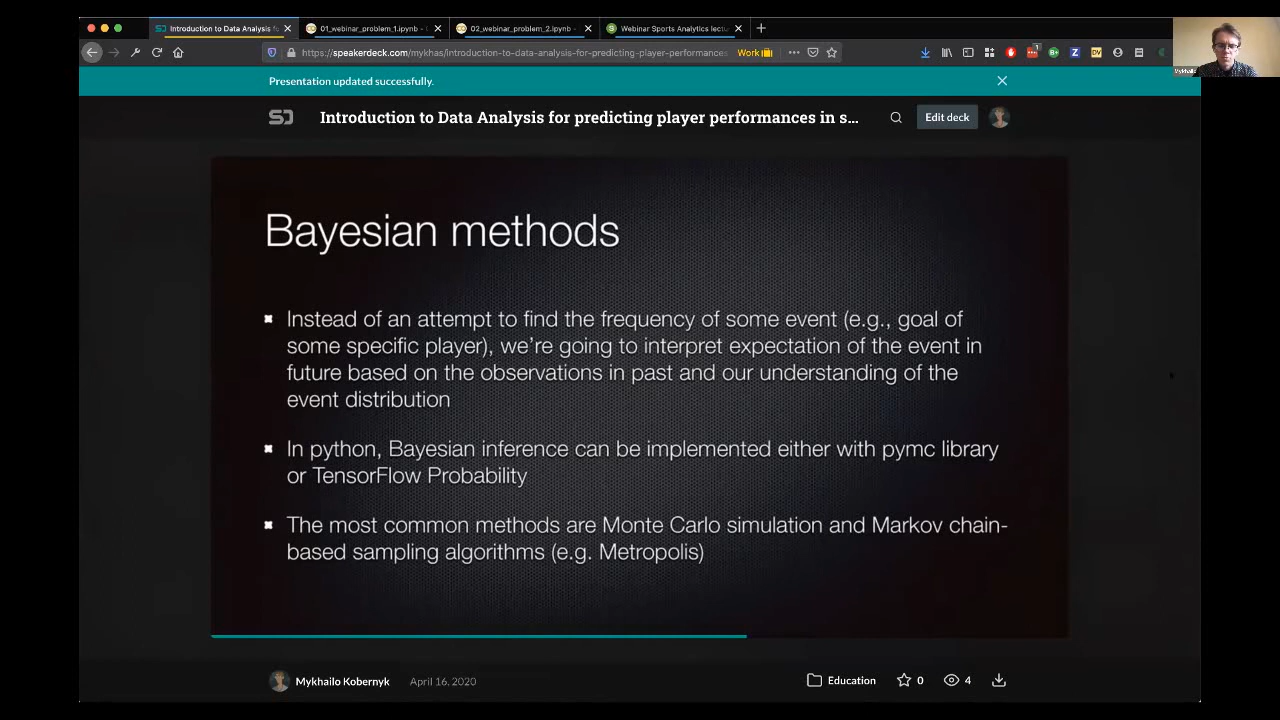 Introduction to Data Analysis fo
01_webinar_problem_1.ipynb -
02_webinar_problem_2.ipynb -
Webinar Sports Analytics lectu
https://speakerdeck.com/mykhas/introduction-to-data-analysis-for-predicting-player-performances
Work
Mykhailo
Presentation updated successfully.
Introduction to Data Analysis for predicting player performances in s...
Edit deck
Bayesian methods
Instead of an attempt to find the frequency of some event (e.g., goal of
some specific player), we're going to interpret expectation of the event in
future based on the observations in past and our understanding of the
event distribution
In python, Bayesian inference can be implemented either with pymc library
or TensorFlow Probability
The most common methods are Monte Carlo simulation and Markov chain-
based sampling algorithms (e.g. Metropolis)
Mykhailo Kobernyk
April 16, 2020
Education
0
4